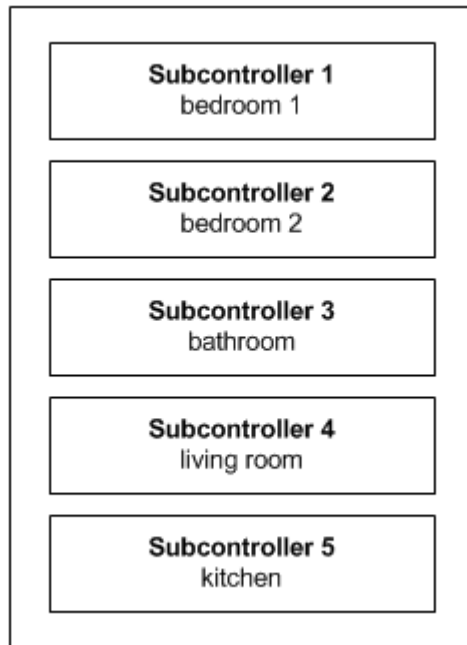 Subcontroller 1
bedroom 1
Subcontroller 2
bedroom 2
Subcontroller 3
bathroom
Subcontroller 4
living room
Subcontroller 5
kitchen